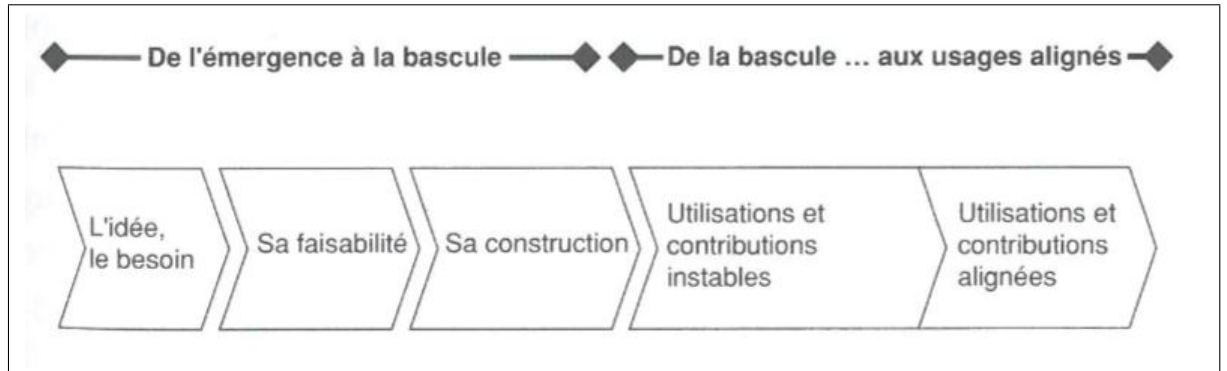 De l'émergence à la bascule
De la bascule ... aux usages alignés
L'idée,
le besoin
Sa faisabilité
Sa construction
Utilisations et
contributions
instables
Utilisations et
contributions
alignées